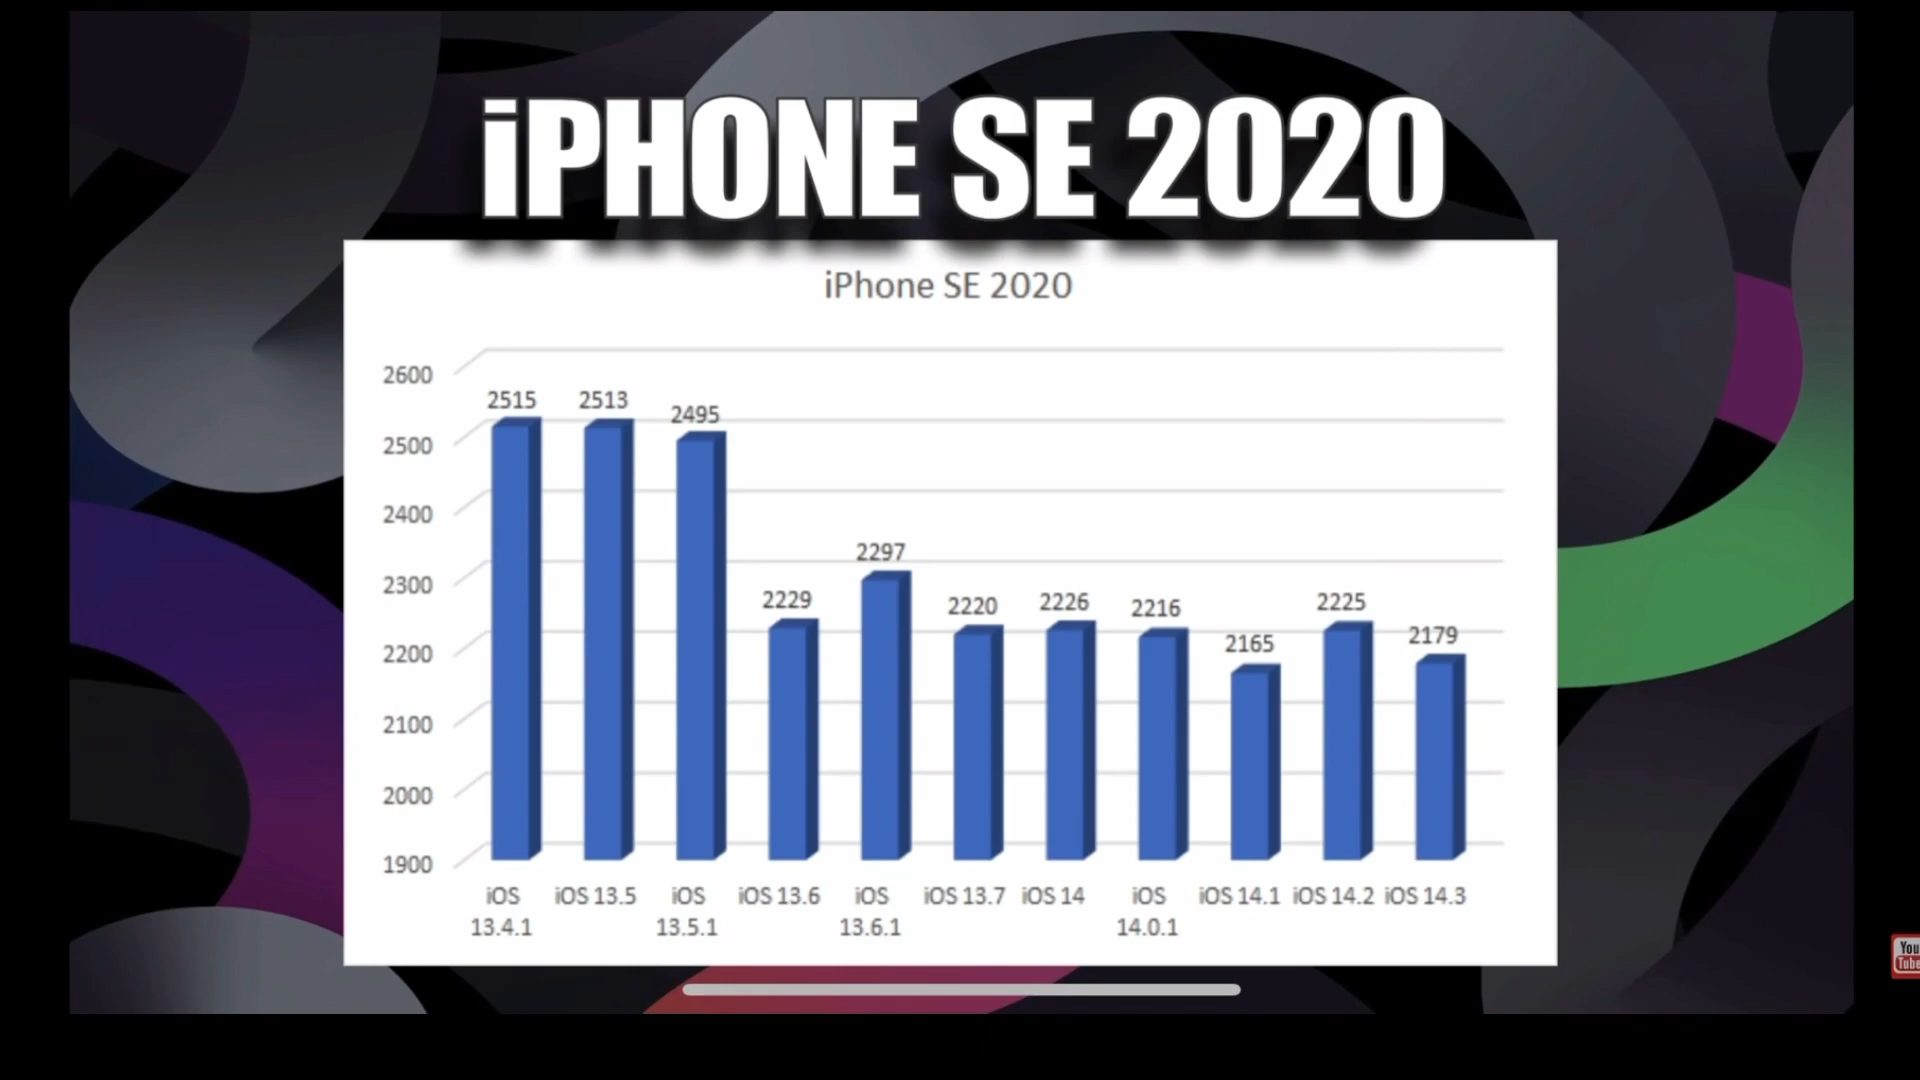 iPHONE SE 2020
iPhone SE 2020
2600
2500
2400
2300
2200
2100
2000
1900
2515
2513
2495
2229
2297
2220
2226
2216
2165
2225
2179
iOS 13.4.1
iOS 13.5
iOS 13.5.1
iOS 13.6
iOS 13.6.1
iOS 13.7
iOS 14
iOS 14.0.1
iOS 14.1
iOS 14.2
iOS 14.3
You
Tube